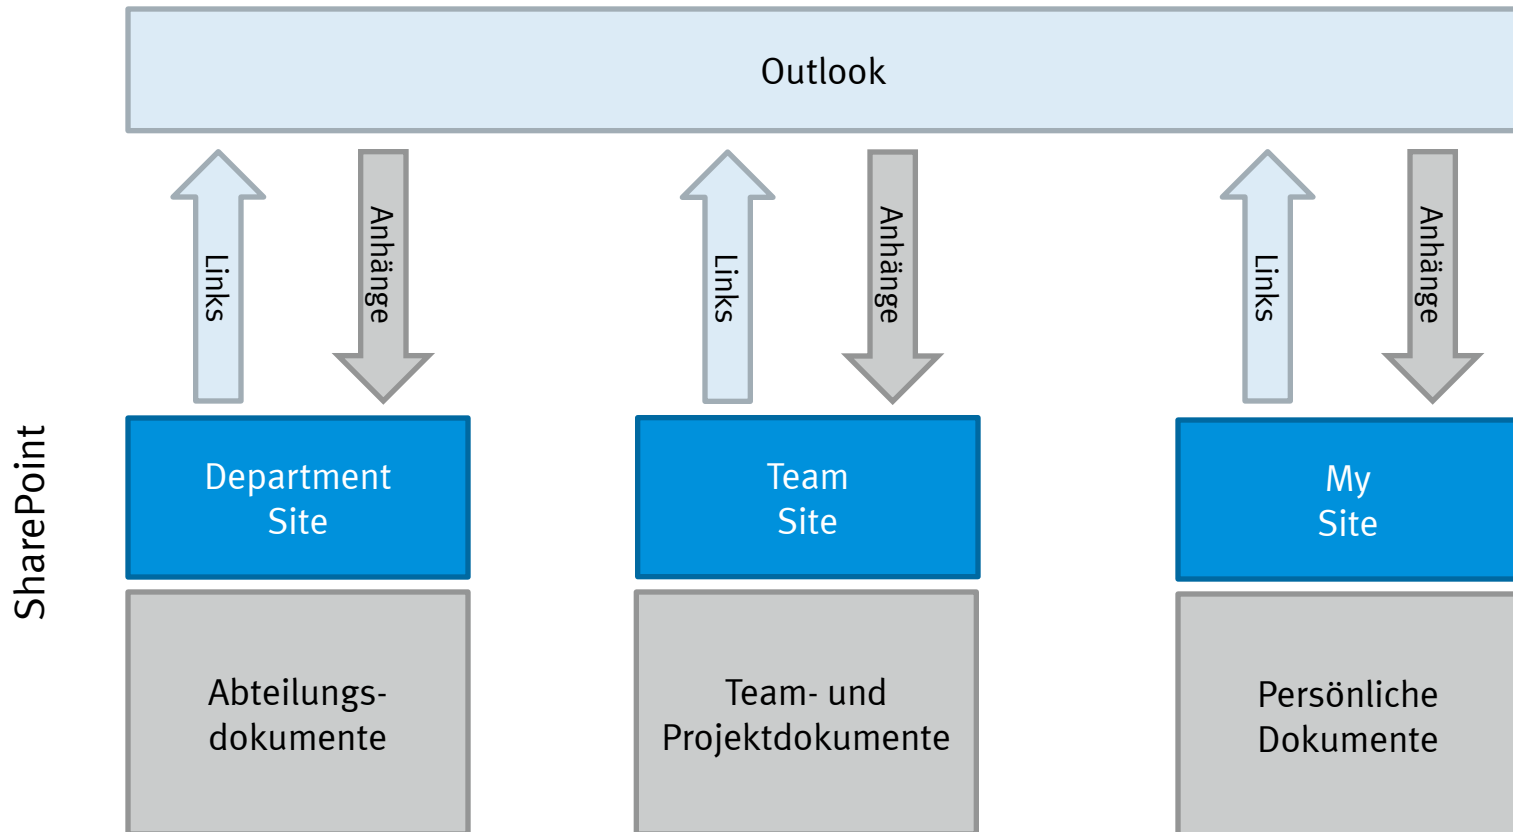 Outlook
Links
Anhänge
Links
Anhänge
Links
Anhänge
SharePoint
Department
Site
Team
Site
My
Site
Abteilungs-
dokumente
Team- und
Projektdokumente
Persönliche
Dokumente